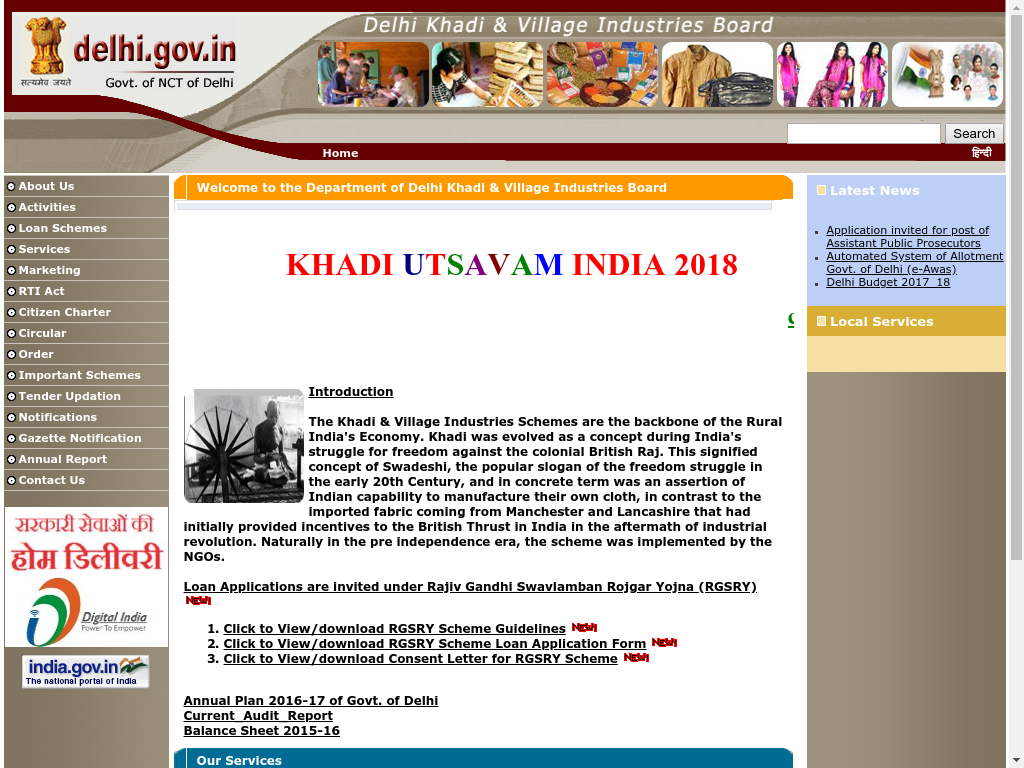 Delhi Khadi & Village Industries Board
सत्यमेव जयते
delhi.gov.in
Govt. of NCT of Delhi
Search
Home
हिन्दी
About Us
Activities
Loan Schemes
Services
Marketing
RTI Act
Citizen Charter
Circular
Order
Important Schemes
Tender Updation
Notifications
Gazette Notification
Annual Report
Contact Us
सरकारी सेवाओं की
होम डिलीवरी
Digital India
Power To Empower
india.gov.in
The national portal of India
Welcome to the Department of Delhi Khadi & Village Industries Board
KHADI UTSAVAM INDIA 2018
Introduction
The Khadi & Village Industries Schemes are the backbone of the Rural
India's Economy. Khadi was evolved as a concept during India's
struggle for freedom against the colonial British Raj. This signified
concept of Swadeshi, the popular slogan of the freedom struggle in
the early 20th Century, and in concrete term was an assertion of
Indian capability to manufacture their own cloth, in contrast to the
imported fabric coming from Manchester and Lancashire that had
initially provided incentives to the British Thrust in India in the aftermath of industrial
revolution. Naturally in the pre independence era, the scheme was implemented by the
NGOs.
Loan Applications are invited under Rajiv Gandhi Swavlamban Rojgar Yojna (RGSRY)
NEW!
1. Click to View/download RGSRY Scheme Guidelines NEW!
2. Click to View/download RGSRY Scheme Loan Application Form NEW!
3. Click to View/download Consent Letter for RGSRY Scheme NEW!
Annual Plan 2016-17 of Govt. of Delhi
Current_Audit_Report
Balance Sheet 2015-16
Our Services
Latest News
Application invited for post of
Assistant Public Prosecutors
Automated System of Allotment
Govt. of Delhi (e-Awas)
Delhi Budget 2017_18
Local Services